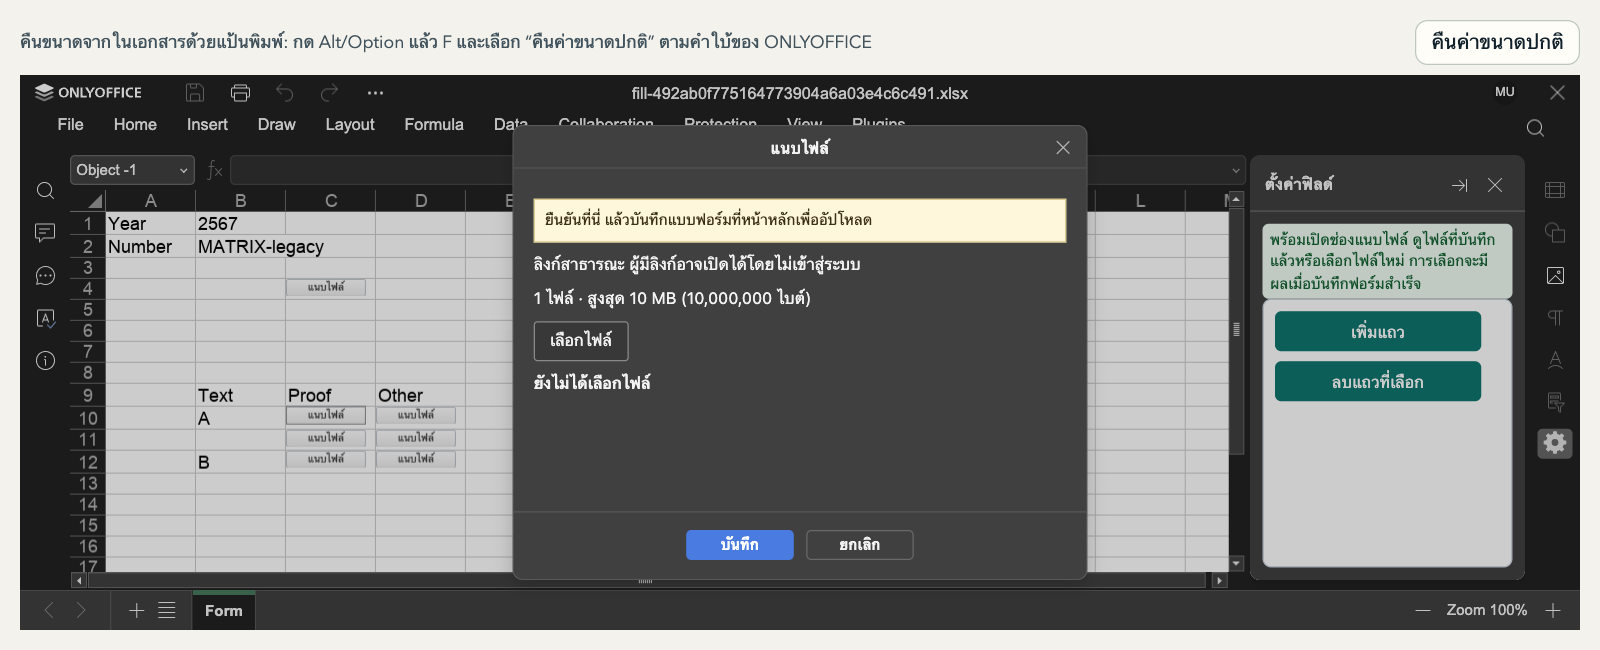 คืนขนาดจากในเอกสารด้วยแป้นพิมพ์: กด Alt/Option แล้ว F และเลือก “คืนค่าขนาดปกติ” ตามคำใบ้ของ ONLYOFFICE
คืนค่าขนาดปกติ
ONLYOFFICE
fill-492ab0f775164773904a6a03e4c6c491.xlsx
MU
File Home Insert Draw Layout Formula Data Collaboration Protection View Plugins
แนบไฟล์
Object -1
fx
ตั้งค่าฟิลด์
A B C D E L
1 Year 2567
2 Number MATRIX-legacy
3
4 แนบไฟล์
5
6
7
8
9 Text Proof Other
10 A แนบไฟล์ แนบไฟล์
11 แนบไฟล์ แนบไฟล์
12 B แนบไฟล์ แนบไฟล์
13
14
15
16
17
ยืนยันที่นี่ แล้วบันทึกแบบฟอร์มที่หน้าหลักเพื่ออัปโหลด
ลิงก์สาธารณะ ผู้มีลิงก์อาจเปิดได้โดยไม่เข้าสู่ระบบ
1 ไฟล์ · สูงสุด 10 MB (10,000,000 ไบต์)
เลือกไฟล์
ยังไม่ได้เลือกไฟล์
บันทึก ยกเลิก
พร้อมเปิดช่องแนบไฟล์ ดูไฟล์ที่บันทึก
แล้วหรือเลือกไฟล์ใหม่ การเลือกจะมี
ผลเมื่อบันทึกฟอร์มสำเร็จ
เพิ่มแถว
ลบแถวที่เลือก
Form
Zoom 100%